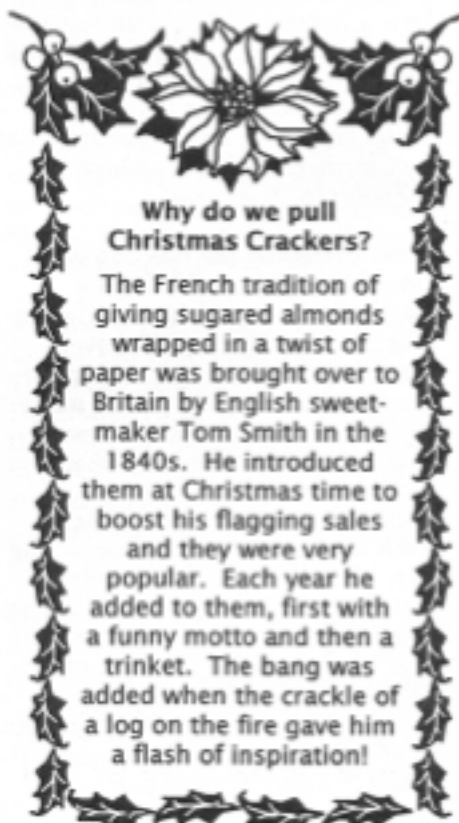 Why do we pull
Christmas Crackers?
The French tradition of
giving sugared almonds
wrapped in a twist of
paper was brought over to
Britain by English sweet-
maker Tom Smith in the
1840s.  He introduced
them at Christmas time to
boost his flagging sales
and they were very
popular.  Each year he
added to them, first with
a funny motto and then a
trinket.  The bang was
added when the crackle of
a log on the fire gave him
a flash of inspiration!